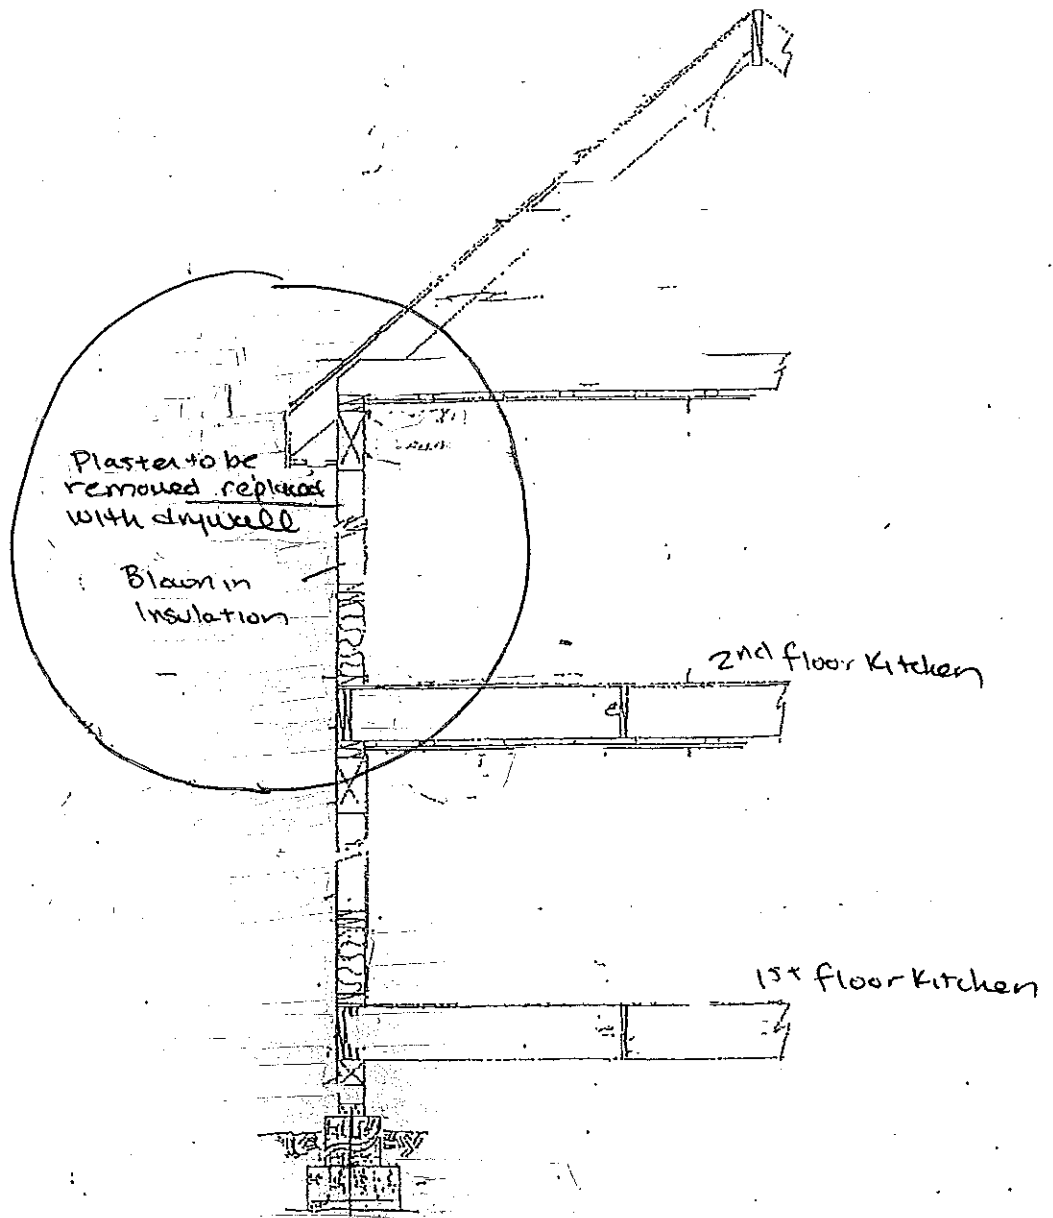 Plaster to be
removed replaced
with drywall
Blown in
Insulation
2nd floor Kitchen
1st floor Kitchen